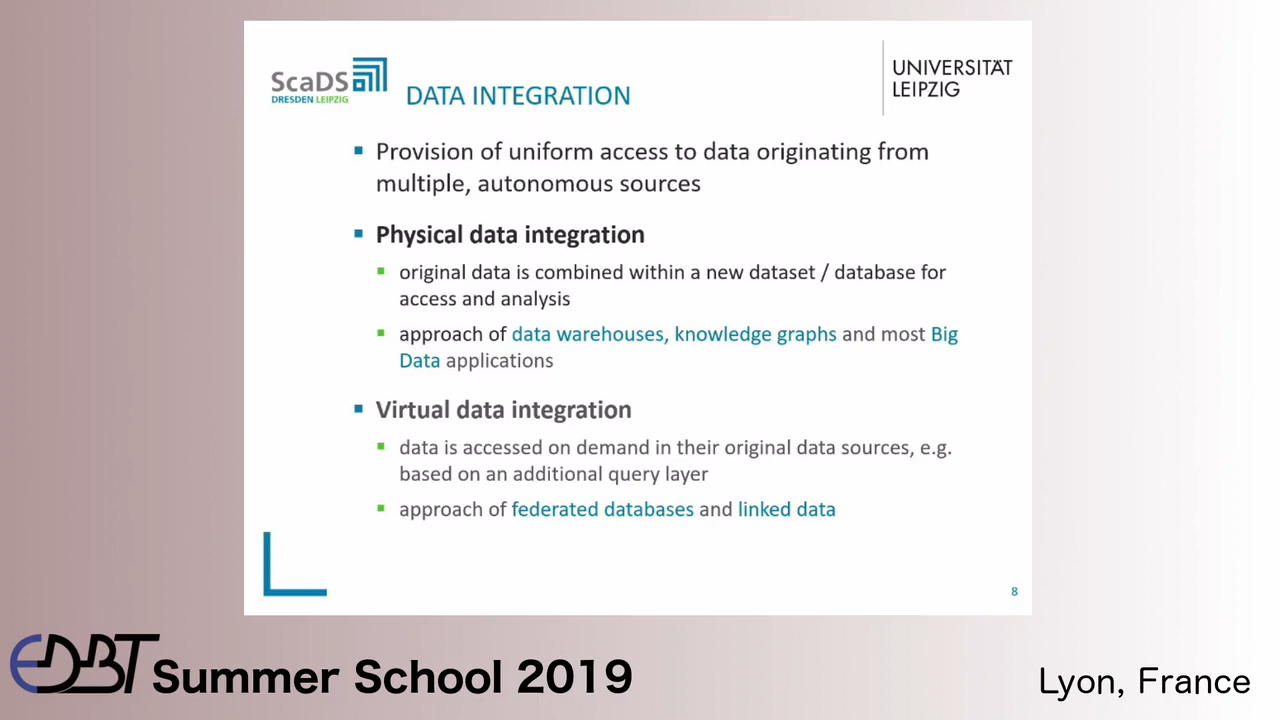 ScaDS
DRESDEN LEIPZIG
DATA INTEGRATION
UNIVERSITÄT
LEIPZIG
Provision of uniform access to data originating from
multiple, autonomous sources
Physical data integration
original data is combined within a new dataset / database for
access and analysis
approach of data warehouses, knowledge graphs and most Big
Data applications
Virtual data integration
data is accessed on demand in their original data sources, e.g.
based on an additional query layer
approach of federated databases and linked data
8
EDBT Summer School 2019
Lyon, France